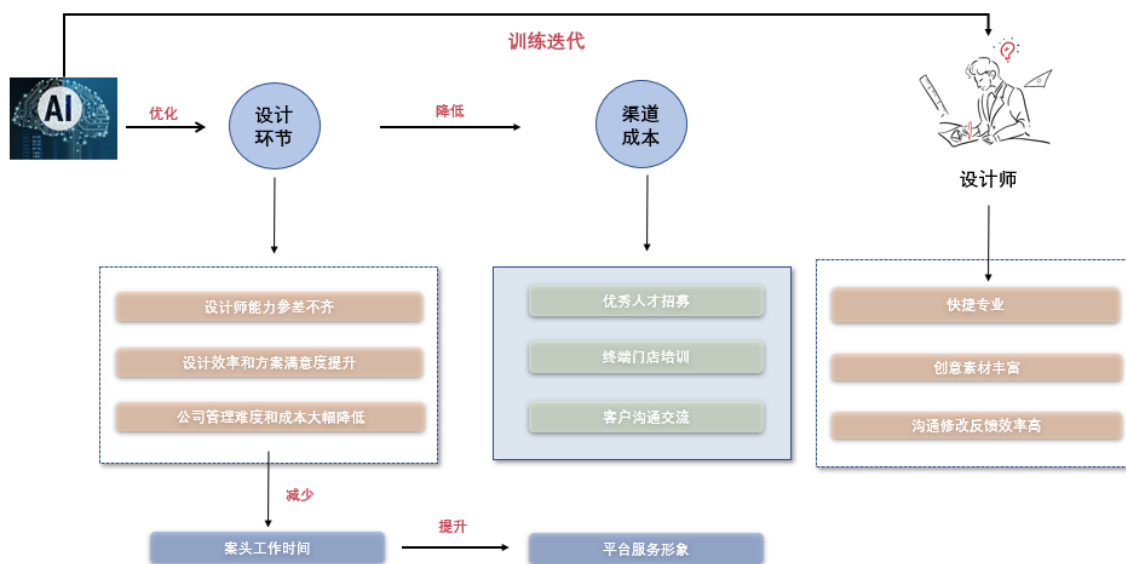 训练迭代
AI
优化
设计
环节
降低
渠道
成本
设计师
设计师能力参差不齐
设计效率和方案满意度提升
公司管理难度和成本大幅降低
优秀人才招募
终端门店培训
客户沟通交流
快捷专业
创意素材丰富
沟通修改反馈效率高
减少
案头工作时间
提升
平台服务形象